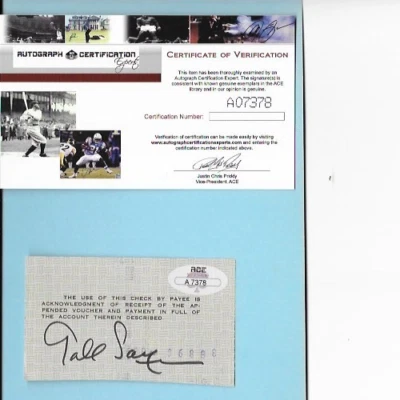 AUTOGRAPH CERTIFICATION
Experts
CERTIFICATE OF VERIFICATION
This item has been thoroughly examined by an
Autograph Certification Expert. The signature(s) is
consistent with known genuine exemplars in the ACE
library and in our opinion is genuine.
A07378
Certification Number:
Verification of certification can be made easily by visiting
www.autographcertificationexperts.com and entering the
certification number indicated above.
Justin Chris Priddy
Vice-President, ACE
ACE
A 7378
THE USE OF THIS CHECK BY PAYEE IS
ACKNOWLEDGMENT OF RECEIPT OF THE AP-
PENDED VOUCHER AND PAYMENT IN FULL OF
THE ACCOUNT THEREIN DESCRIBED.
Gale Sayers